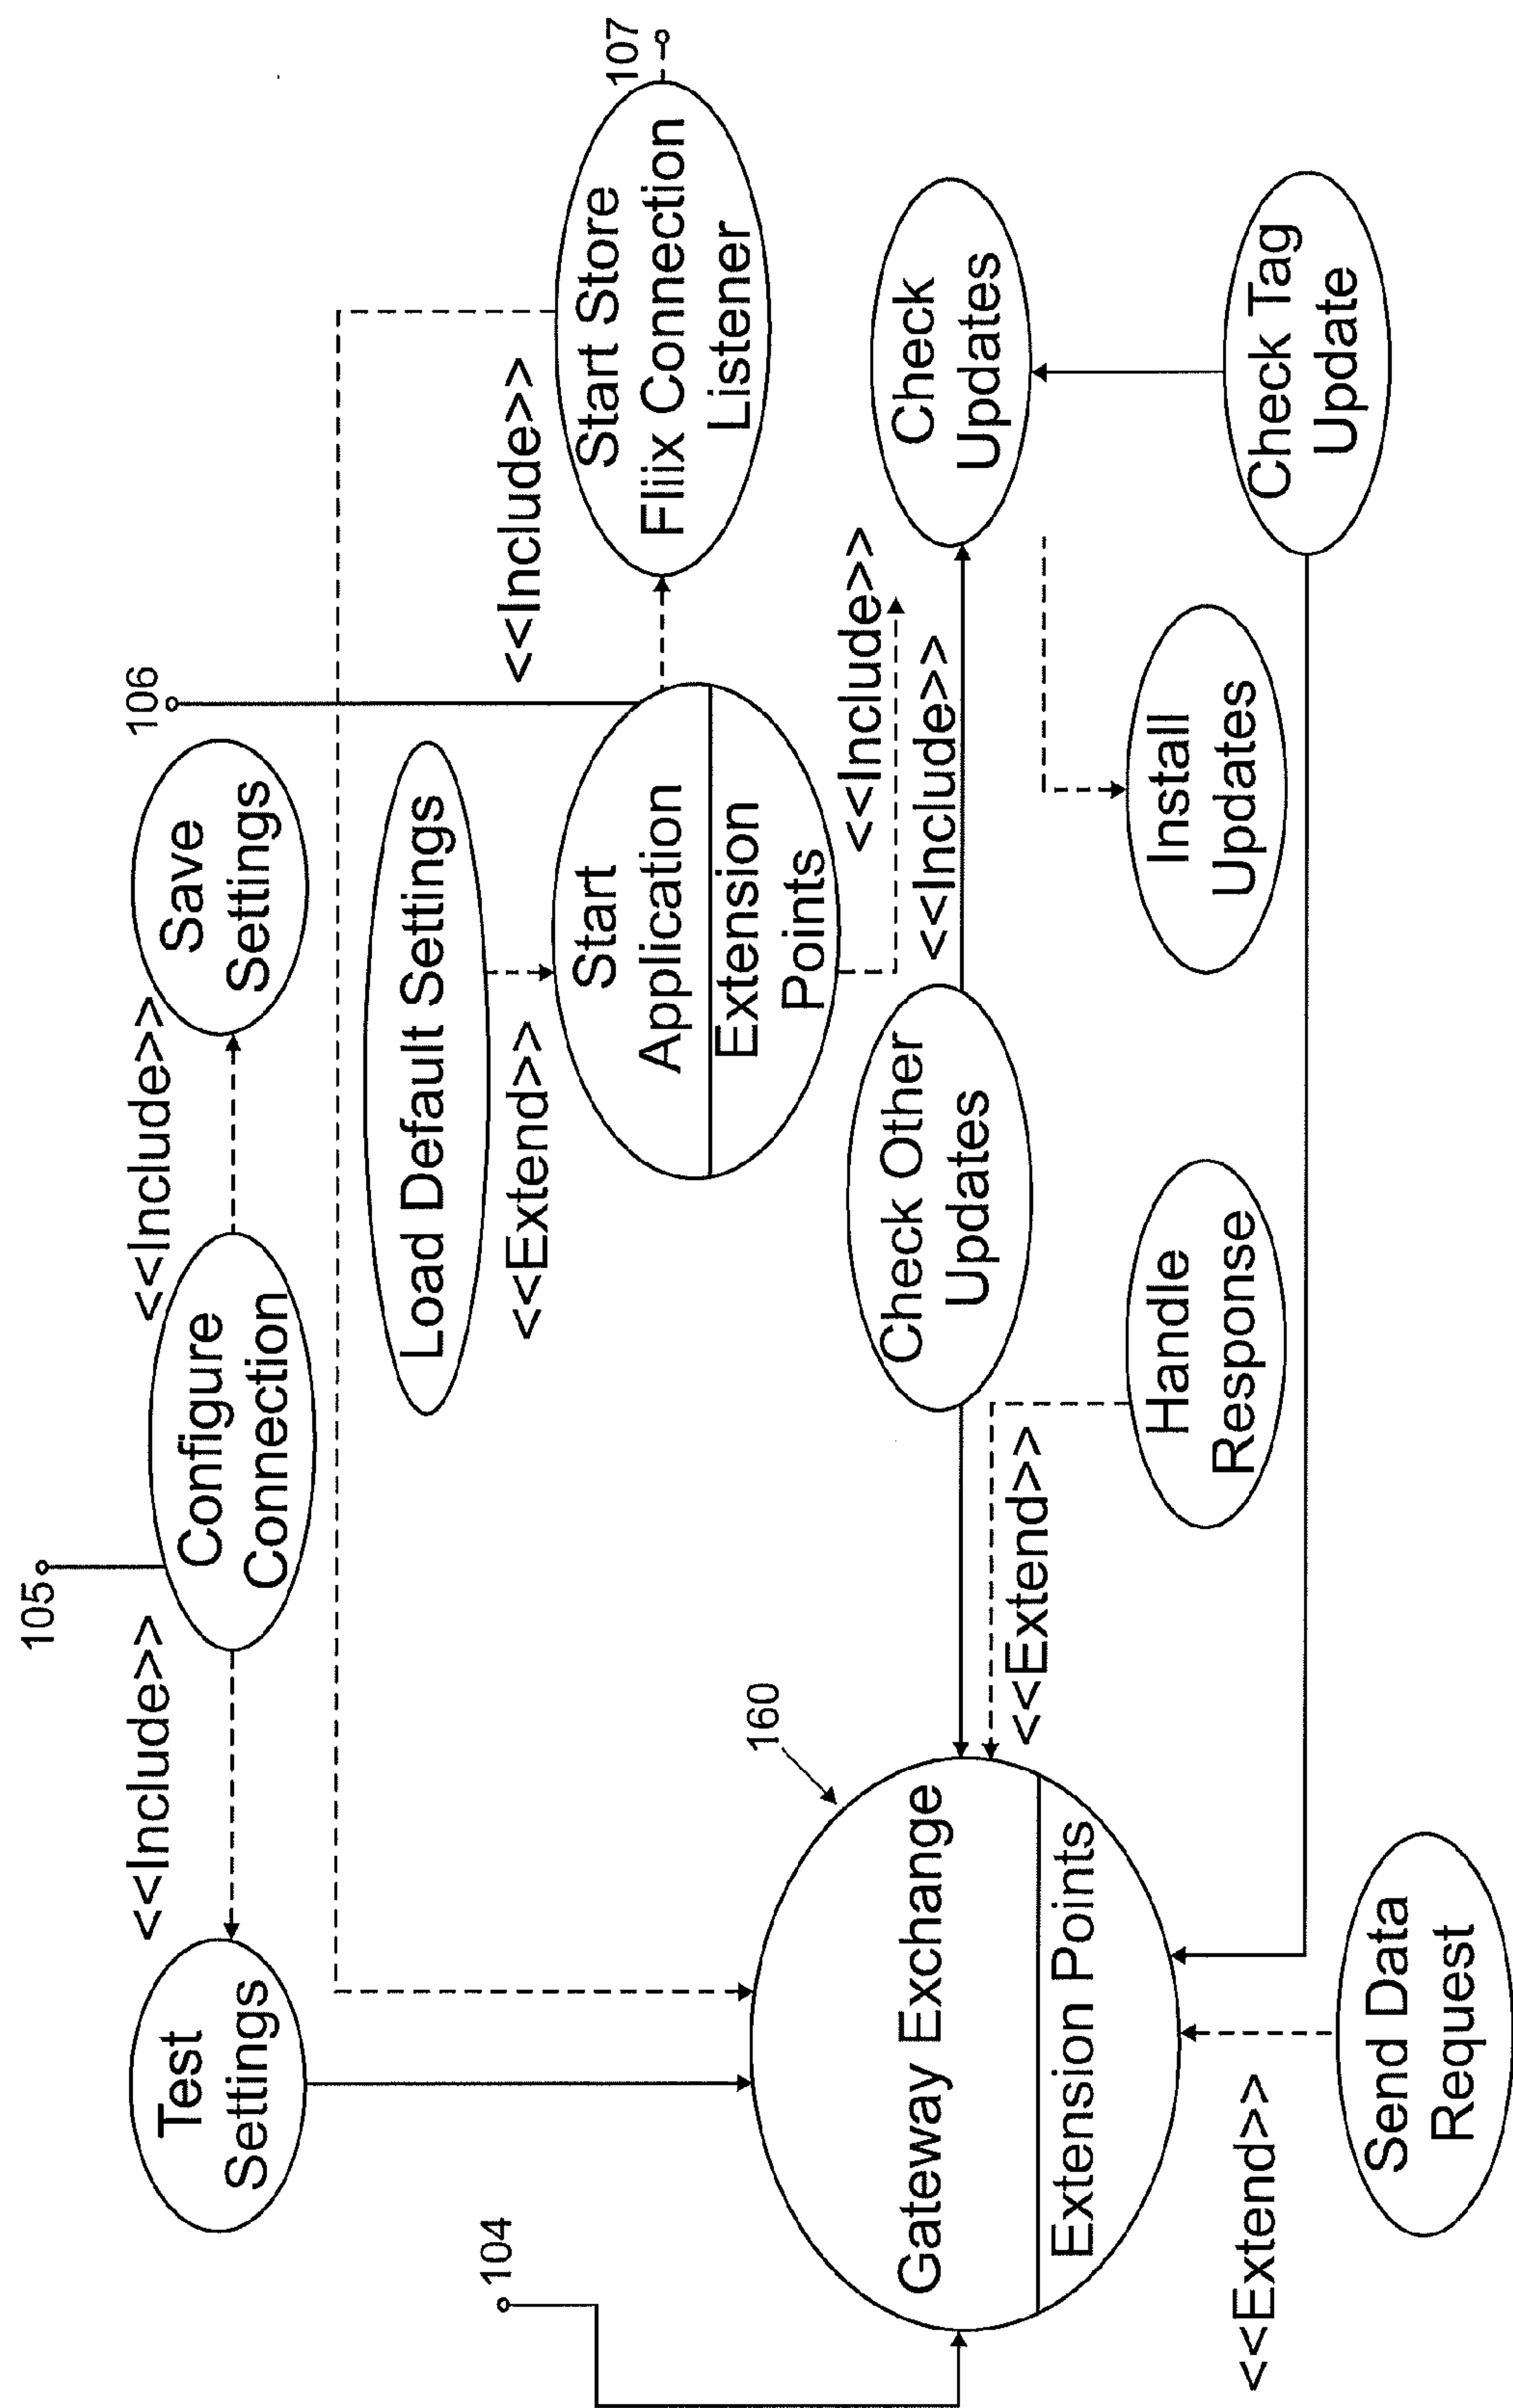 105
<<Include>>
<<Include>>
106
Test
Settings
Configure
Connection
Save
Settings
Load Default Settings
104
<<Extend>>
<<Include>>
107
Start
Application
Extension
Points
Start Store
Fliix Connection
Listener
160
<<Include>>
Gateway Exchange
Extension Points
Check Other
Updates
<<Include>>
Check
Updates
<<Extend>>
Handle
Response
Install
Updates
<<Extend>>
Check Tag
Update
Send Data
Request